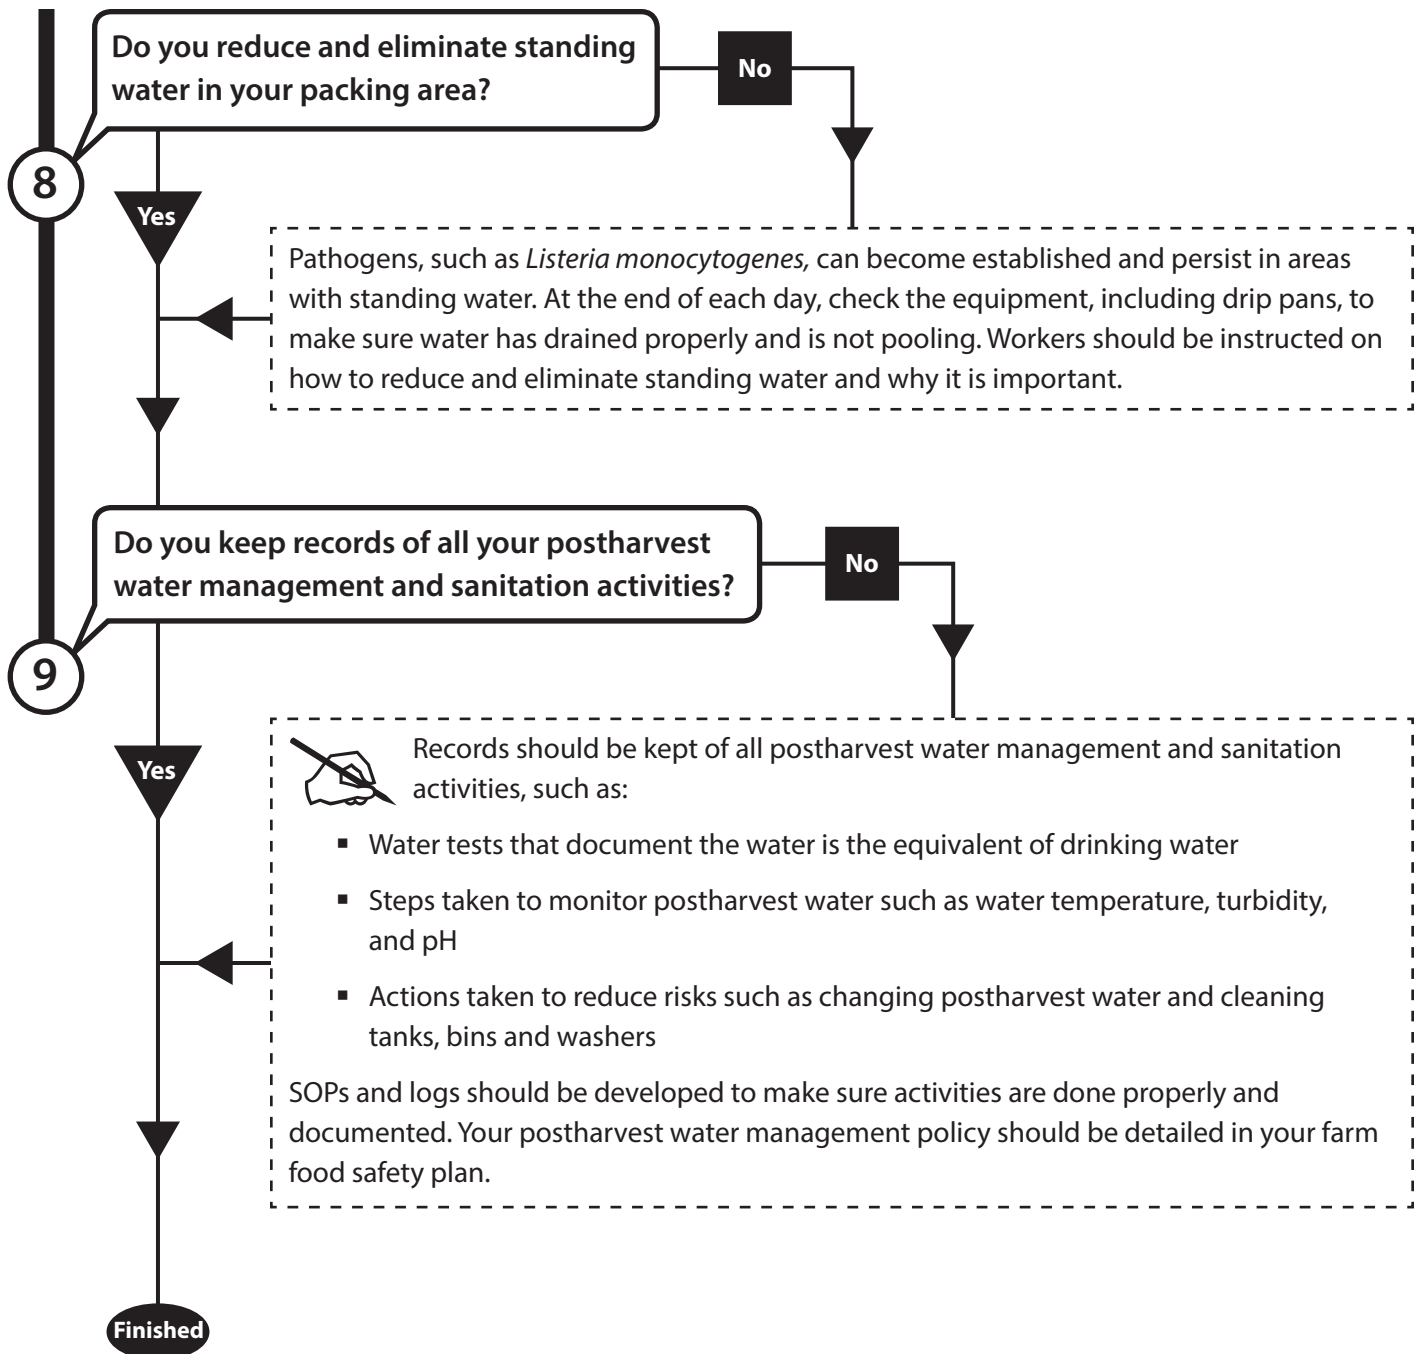 Do you reduce and eliminate standing
water in your packing area?
No
8
Yes
Pathogens, such as Listeria monocytogenes, can become established and persist in areas
with standing water. At the end of each day, check the equipment, including drip pans, to
make sure water has drained properly and is not pooling. Workers should be instructed on
how to reduce and eliminate standing water and why it is important.
Do you keep records of all your postharvest
water management and sanitation activities?
No
9
Yes
Records should be kept of all postharvest water management and sanitation
activities, such as:
▪ Water tests that document the water is the equivalent of drinking water
▪ Steps taken to monitor postharvest water such as water temperature, turbidity,
and pH
▪ Actions taken to reduce risks such as changing postharvest water and cleaning
tanks, bins and washers
SOPs and logs should be developed to make sure activities are done properly and
documented. Your postharvest water management policy should be detailed in your farm
food safety plan.
Finished